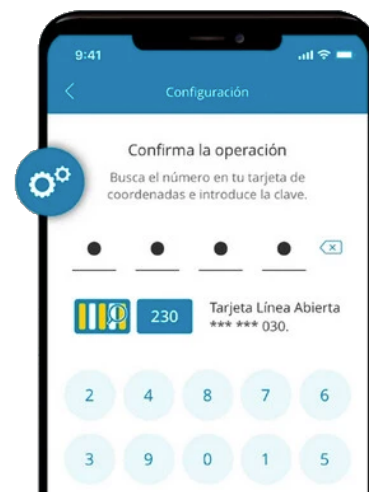 9:41
Configuración
Confirma la operación
Busca el número en tu tarjeta de
coordenadas e introduce la clave.
230
Tarjeta Línea Abierta
*** *** 030.
2 4 8 7 6
3 9 0 1 5